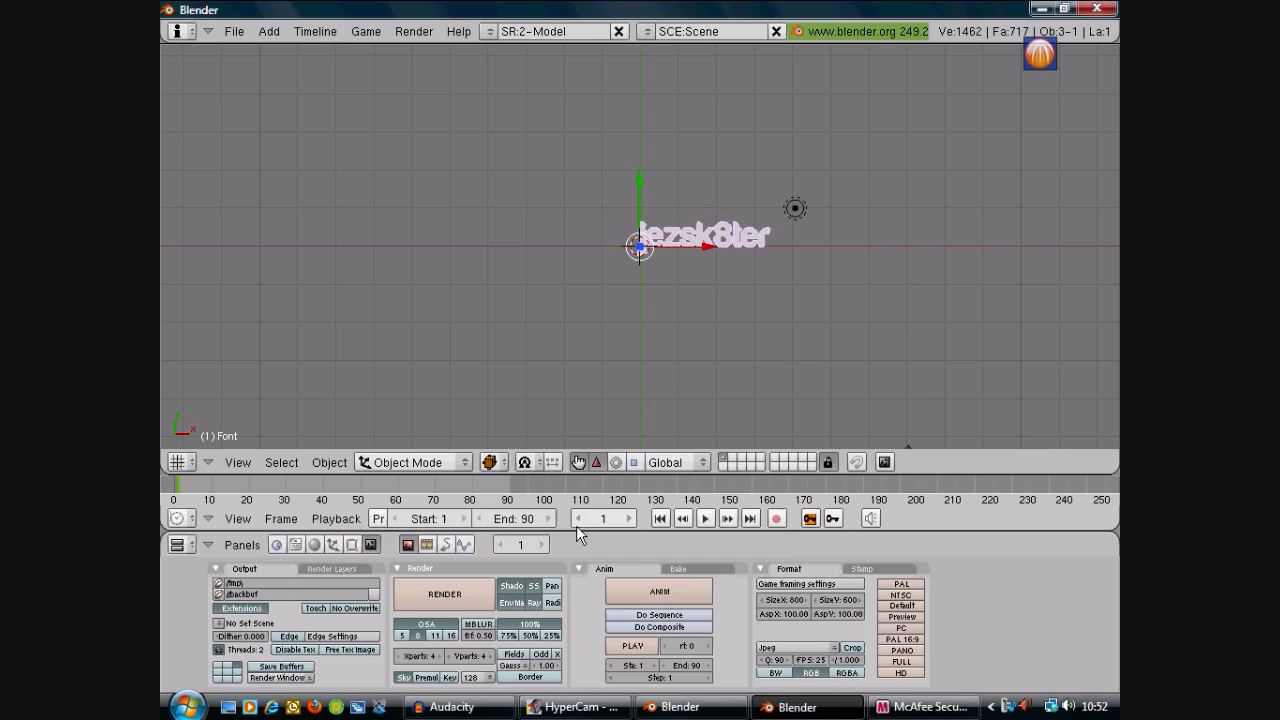 Blender
File Add Timeline Game Render Help SR:2-Model SCE:Scene www.blender.org 249.2 Ve:1462 | Fa:717 | Ob:3-1 | La:1
jezsk8ter
x
(1) Font
View Select Object Object Mode Global
0 10 20 30 40 50 60 70 80 90 100 110 120 130 140 150 160 170 180 190 200 210 220 230 240 250
View Frame Playback Pr Start: 1 End: 90 1
Panels 1
Output Render Layers Render Anim Bake Format Stamp
/tmp\ Shado SS Pan Game framing settings PAL
//backbuf RENDER EnvMa Ray Radi ANIM SizeX: 800 SizeY: 600 NTSC
Extensions Touch No Overwrite Do Sequence AspX: 100.00 AspY: 100.00 Default
No Set Scene OSA MBLUR 100% Do Composite Preview
Dither: 0.000 Edge Edge Settings 5 8 11 16 Bf: 0.50 75% 50% 25% PC
Threads: 2 Disable Tex Free Tex Image Xparts: 4 Yparts: 4 Fields Odd X PLAY rt: 0 Jpeg Crop PAL 16:9
Save Buffers Gauss 1.00 Sta: 1 End: 90 Q: 90 FPS: 25 /1.000 PANO
Render Window Sky Premul Key 128 Border Step: 1 BW RGB RGBA FULL
HD
Audacity HyperCam - ... Blender Blender McAfee Secu... 10:52